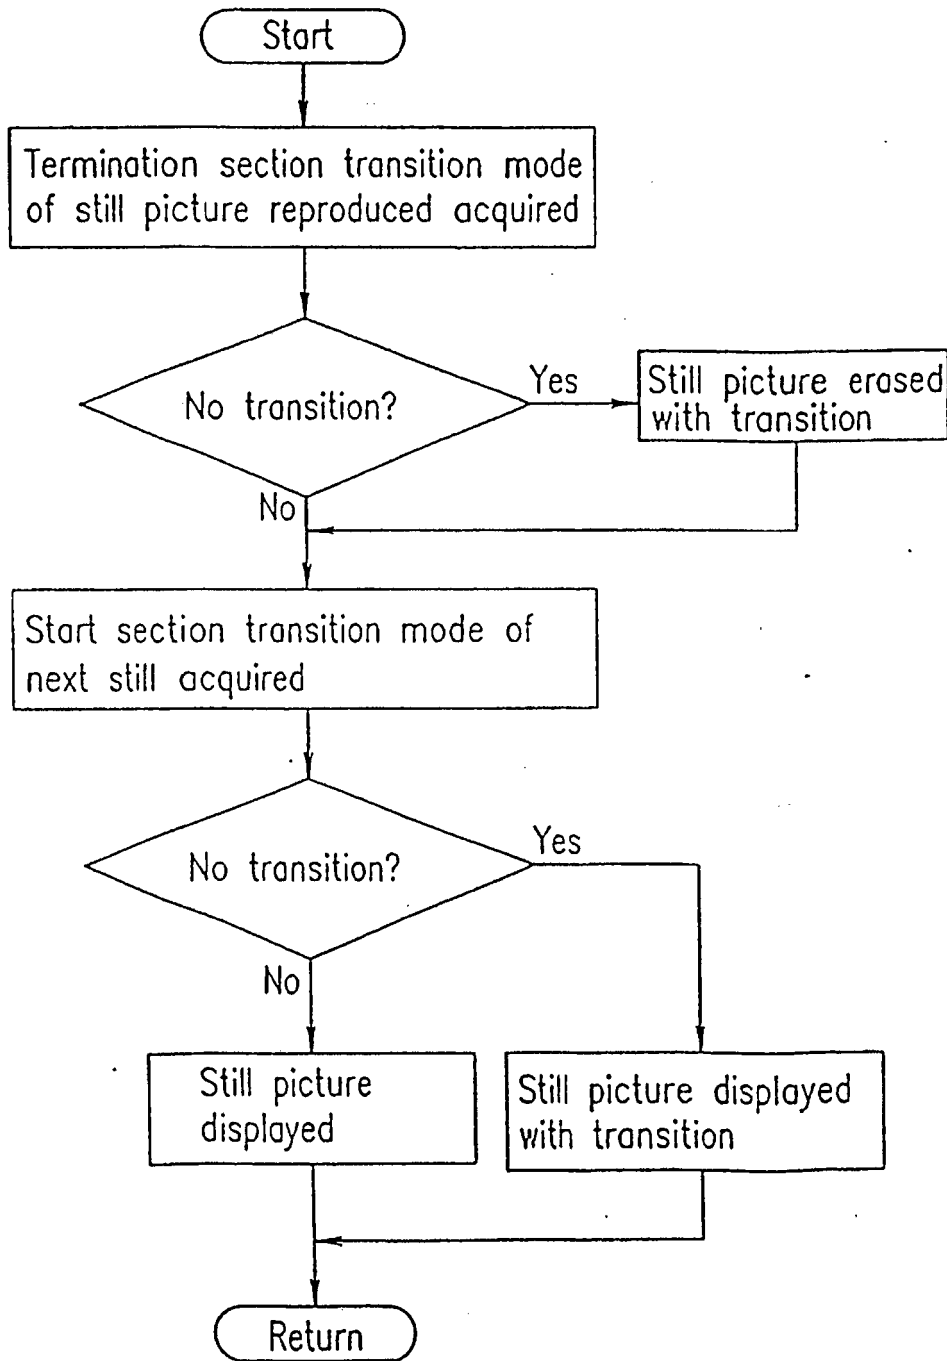 Start
Termination section transition mode
of still picture reproduced acquired
No transition?
Yes
Still picture erased
with transition
No
Start section transition mode of
next still acquired
No transition?
Yes
No
Still picture
displayed
Still picture displayed
with transition
Return